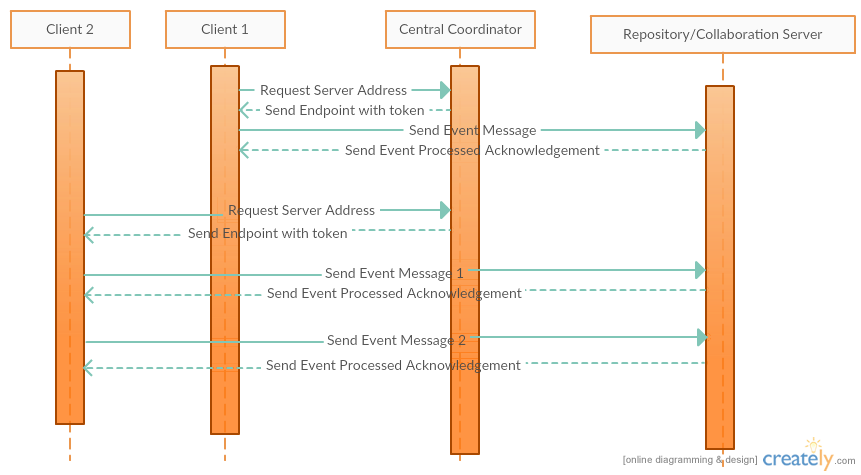 Client 2
Client 1
Central Coordinator
Repository/Collaboration Server
Request Server Address
Send Endpoint with token
Send Event Message
Send Event Processed Acknowledgement
Request Server Address
Send Endpoint with token
Send Event Message 1
Send Event Processed Acknowledgement
Send Event Message 2
Send Event Processed Acknowledgement
[online diagramming & design] creately.com